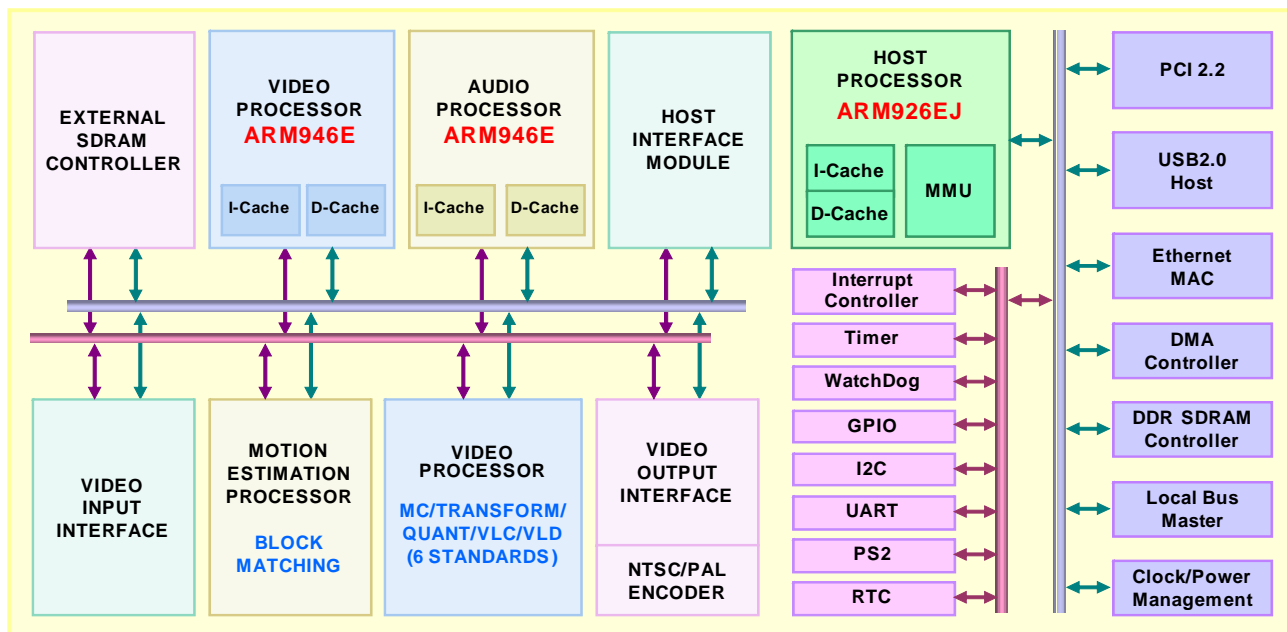 EXTERNAL
SDRAM
CONTROLLER
VIDEO
PROCESSOR
ARM946E
I-Cache
D-Cache
AUDIO
PROCESSOR
ARM946E
I-Cache
D-Cache
HOST
INTERFACE
MODULE
HOST
PROCESSOR
ARM926EJ
I-Cache
D-Cache
MMU
VIDEO
INPUT
INTERFACE
MOTION
ESTIMATION
PROCESSOR
BLOCK
MATCHING
VIDEO
PROCESSOR
MC/TRANSFORM/
QUANT/VLC/VLD
(6 STANDARDS)
VIDEO
OUTPUT
INTERFACE
NTSC/PAL
ENCODER
Interrupt
Controller
Timer
WatchDog
GPIO
I2C
UART
PS2
RTC
PCI 2.2
USB2.0
Host
Ethernet
MAC
DMA
Controller
DDR SDRAM
Controller
Local Bus
Master
Clock/Power
Management